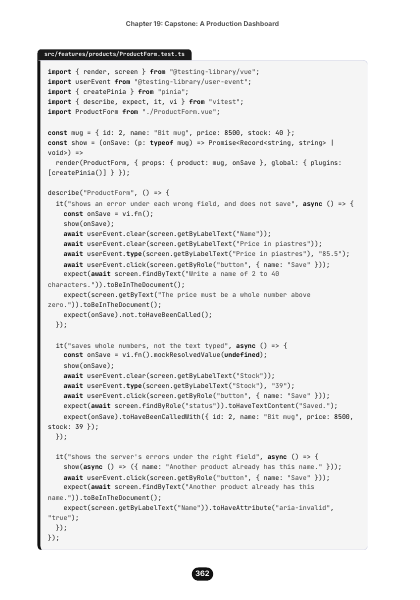 Chapter 19: Capstone: A Production Dashboard
src/features/products/ProductForm.test.ts
import { render, screen } from "@testing-library/vue";
import userEvent from "@testing-library/user-event";
import { createPinia } from "pinia";
import { describe, expect, it, vi } from "vitest";
import ProductForm from "./ProductForm.vue";
const mug = { id: 2, name: "Bit mug", price: 8500, stock: 40 };
const show = (onSave: (p: typeof mug) => Promise<Record<string, string> |
void>) =>
render(ProductForm, { props: { product: mug, onSave }, global: { plugins:
[createPinia()] } });
describe("ProductForm", () => {
it("shows an error under each wrong field, and does not save", async () => {
const onSave = vi.fn();
show(onSave);
await userEvent.clear(screen.getByLabelText("Name"));
await userEvent.clear(screen.getByLabelText("Price in piastres"));
await userEvent.type(screen.getByLabelText("Price in piastres"), "85.5");
await userEvent.click(screen.getByRole("button", { name: "Save" }));
expect(await screen.findByText("Write a name of 2 to 40
characters.")).toBeInTheDocument();
expect(screen.getByText("The price must be a whole number above
zero.")).toBeInTheDocument();
expect(onSave).not.toHaveBeenCalled();
});
it("saves whole numbers, not the text typed", async () => {
const onSave = vi.fn().mockResolvedValue(undefined);
show(onSave);
await userEvent.clear(screen.getByLabelText("Stock"));
await userEvent.type(screen.getByLabelText("Stock"), "39");
await userEvent.click(screen.getByRole("button", { name: "Save" }));
expect(await screen.findByRole("status")).toHaveTextContent("Saved.");
expect(onSave).toHaveBeenCalledWith({ id: 2, name: "Bit mug", price: 8500,
stock: 39 });
});
it("shows the server's errors under the right field", async () => {
show(async () => ({ name: "Another product already has this name." }));
await userEvent.click(screen.getByRole("button", { name: "Save" }));
expect(await screen.findByText("Another product already has this
name.")).toBeInTheDocument();
expect(screen.getByLabelText("Name")).toHaveAttribute("aria-invalid",
"true");
});
});
362